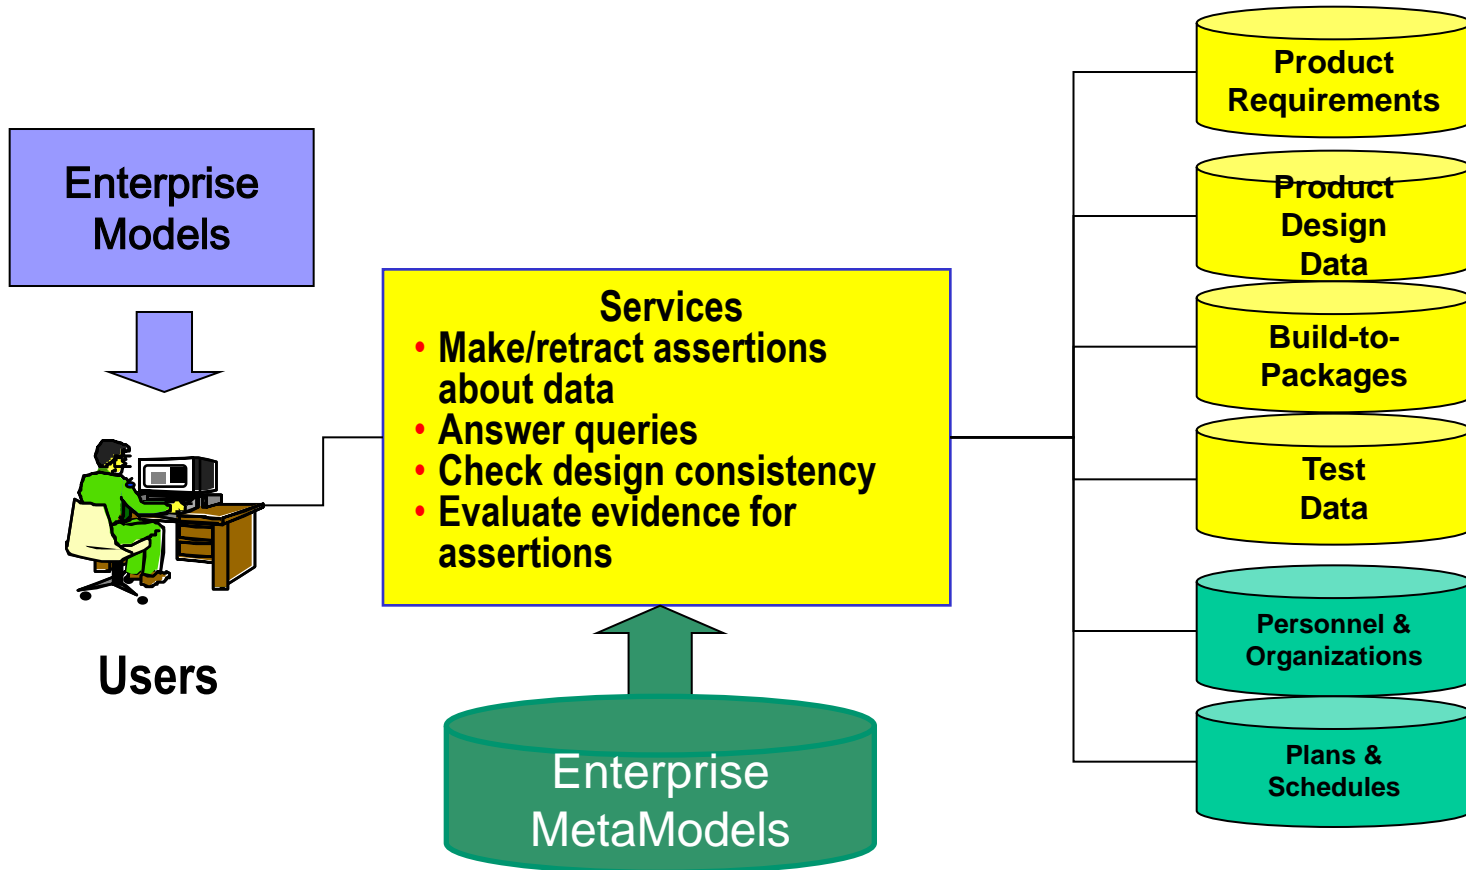 Enterprise
Models
Users
Services
• Make/retract assertions
about data
• Answer queries
• Check design consistency
• Evaluate evidence for
assertions
Enterprise
MetaModels
Product
Requirements
Product
Design
Data
Build-to-
Packages
Test
Data
Personnel &
Organizations
Plans &
Schedules